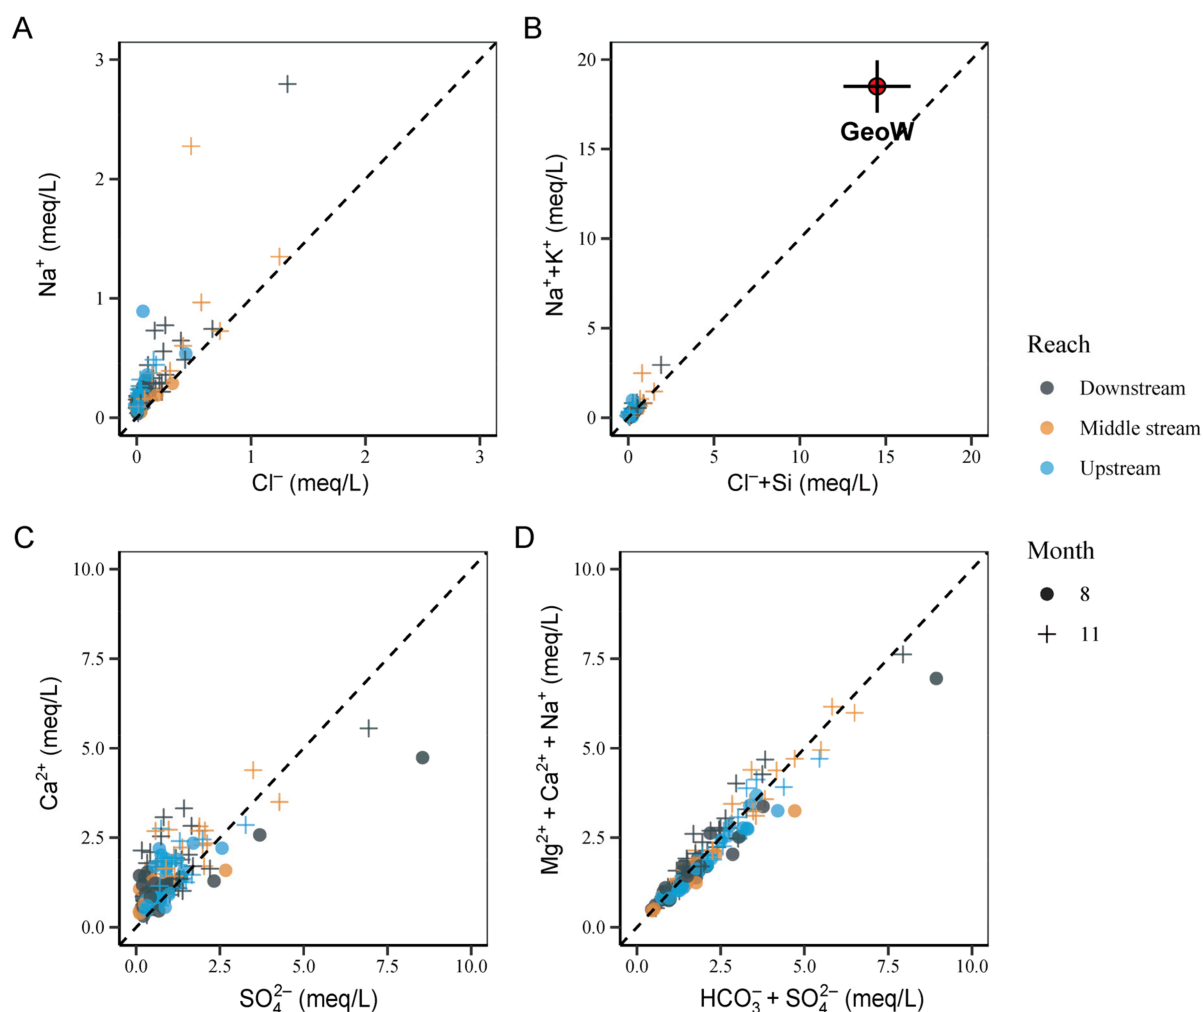 A
3
2
1
0
0
1
2
3
Na⁺ (meq/L)
Cl⁻ (meq/L)
B
20
15
10
5
0
0
5
10
15
20
Na⁺+K⁺ (meq/L)
Cl⁻+Si (meq/L)
GeoW
C
10.0
7.5
5.0
2.5
0.0
0.0
2.5
5.0
7.5
10.0
Ca²⁺ (meq/L)
SO₄²⁻ (meq/L)
D
10.0
7.5
5.0
2.5
0.0
0.0
2.5
5.0
7.5
10.0
Mg²⁺ + Ca²⁺ + Na⁺ (meq/L)
HCO₃⁻ + SO₄²⁻ (meq/L)
Reach
Downstream
Middle stream
Upstream
Month
8
11